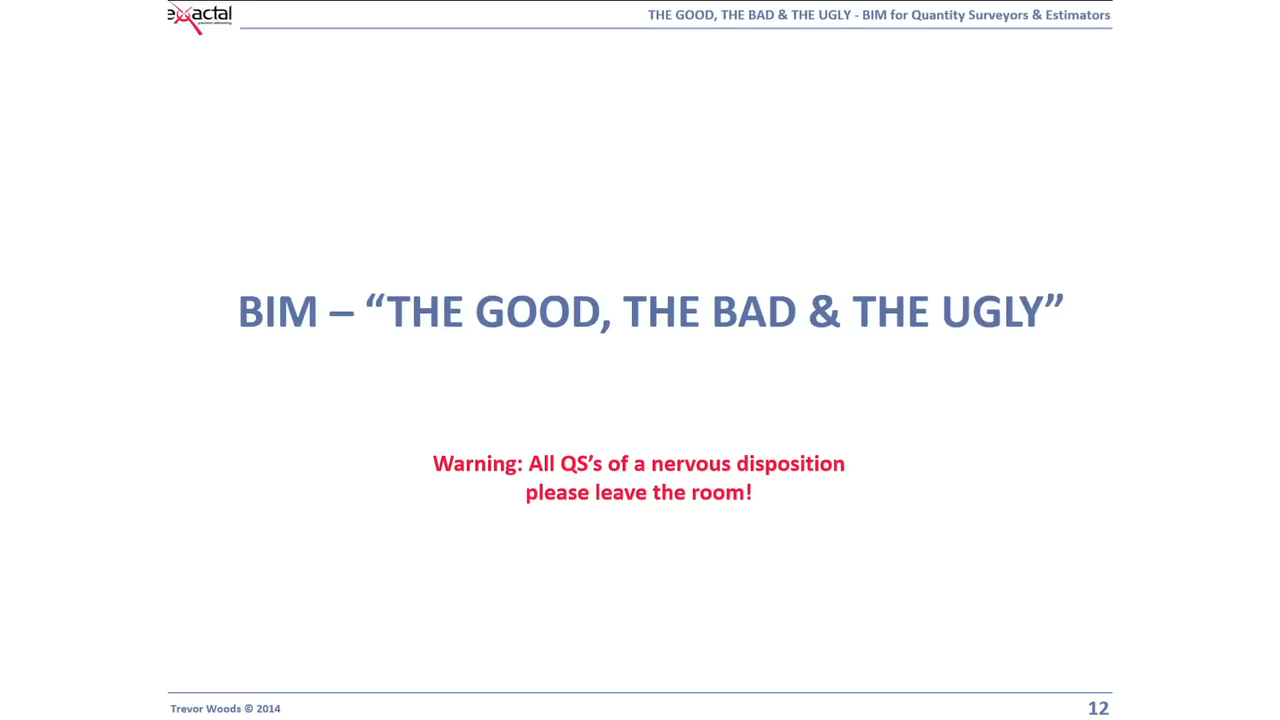 exactal
THE GOOD, THE BAD & THE UGLY - BIM for Quantity Surveyors & Estimators
BIM – “THE GOOD, THE BAD & THE UGLY”
Warning: All QS’s of a nervous disposition
please leave the room!
Trevor Woods © 2014
12